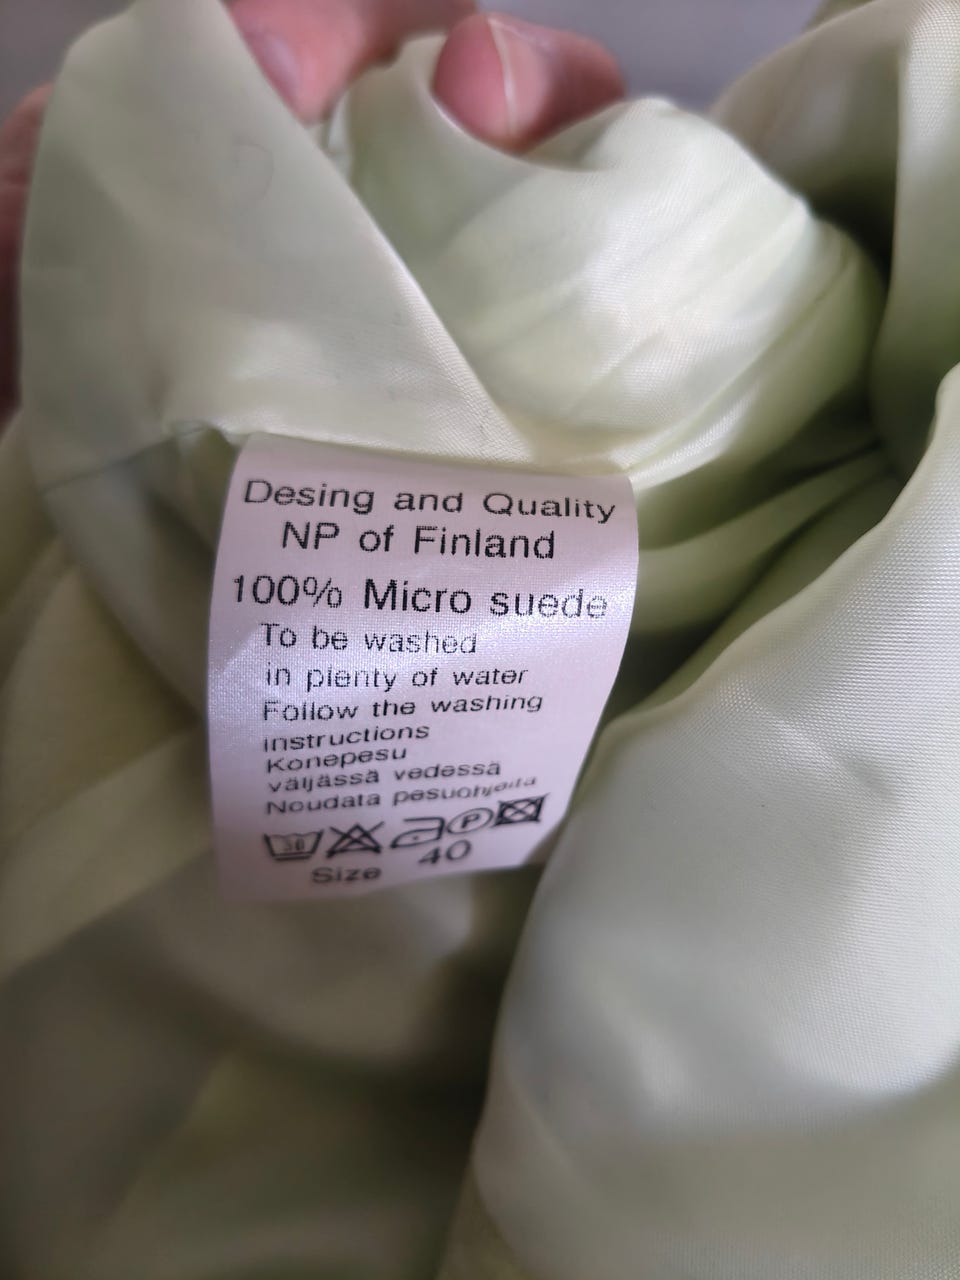 Desing and Quality
NP of Finland
100% Micro suede
To be washed
in plenty of water
Follow the washing
instructions
Konepesu
väljässä vedessä
Noudata pesuohjeita
30 P
Size 40